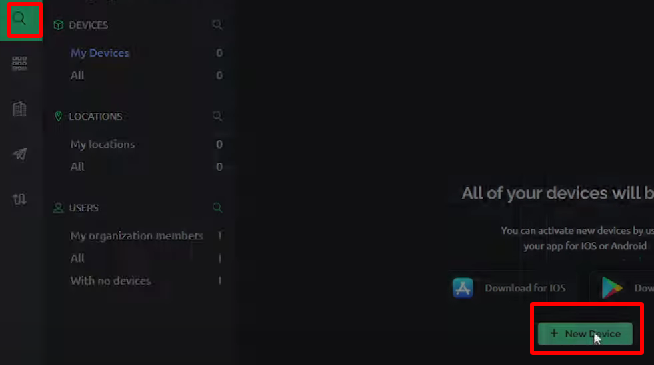 DEVICES
My Devices 0
All 0
LOCATIONS
My locations 0
All 0
USERS
My organization members 1
All 1
With no devices 1
All of your devices will b
You can activate new devices by us
your app for iOS or Android
Download for iOS
Dow
+ New Device